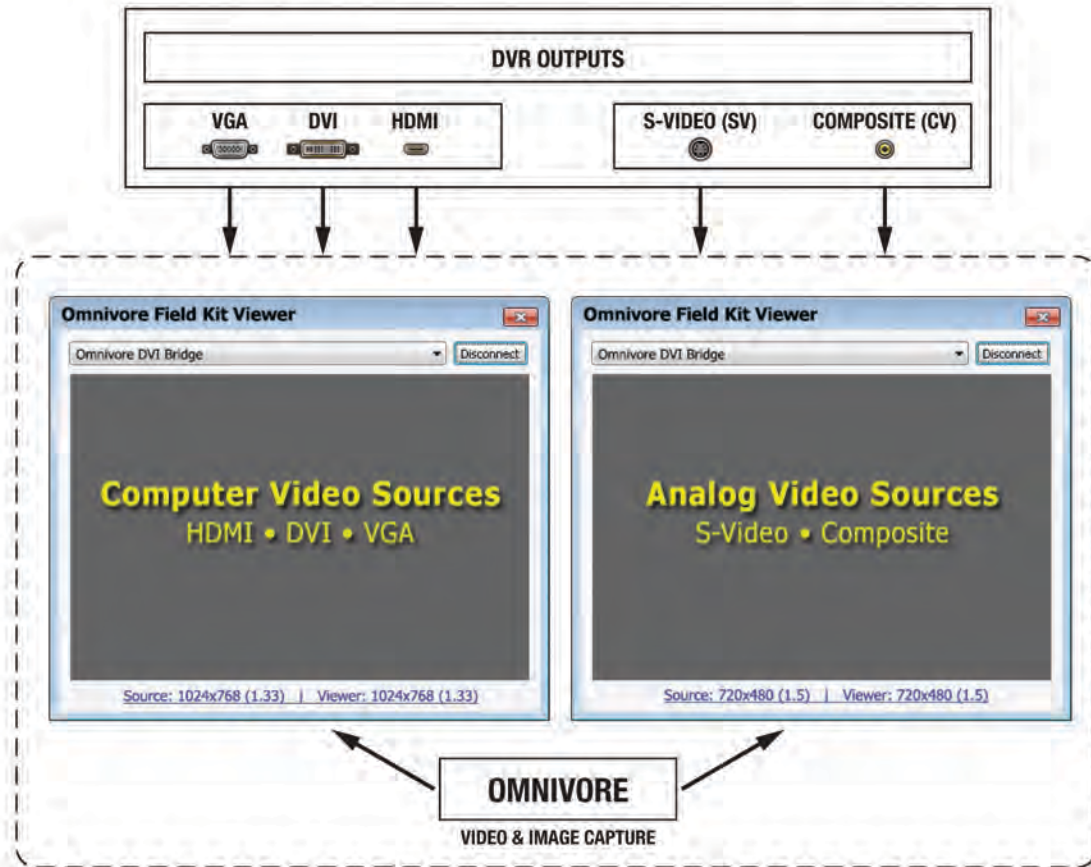 DVR OUTPUTS
VGA DVI HDMI
S-VIDEO (SV) COMPOSITE (CV)
Omnivore Field Kit Viewer
Omnivore DVI Bridge
Disconnect
Computer Video Sources
HDMI • DVI • VGA
Source: 1024x768 (1.33) | Viewer: 1024x768 (1.33)
Omnivore Field Kit Viewer
Omnivore DVI Bridge
Disconnect
Analog Video Sources
S-Video • Composite
Source: 720x480 (1.5) | Viewer: 720x480 (1.5)
OMNIVORE
VIDEO & IMAGE CAPTURE